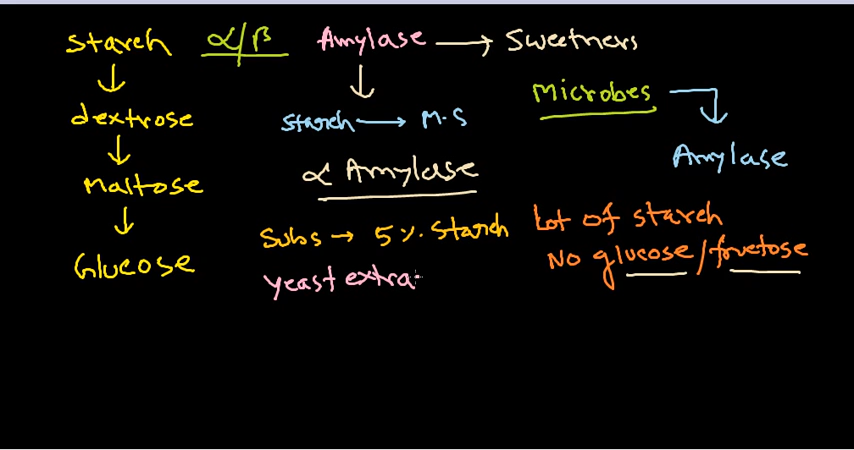 Starch α/β Amylase → Sweetners
↓
dextrose
↓
Maltose
↓
Glucose
↓
Starch → M.S
α Amylase
Subs → 5%. Starch
Yeast extra
Microbes
Amylase
Lot of starch
No glucose/fructose